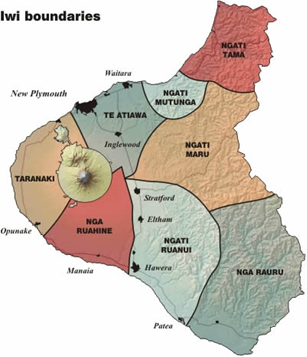 Iwi boundaries
NGATI
TAMA
Waitara
New Plymouth
NGATI
MUTUNGA
TE ATIAWA
Inglewood
NGATI
MARU
TARANAKI
Stratford
NGA
RUAHINE
Eltham
Opunake
NGATI
RUANUI
Manaia
Hawera
NGA RAURU
Patea